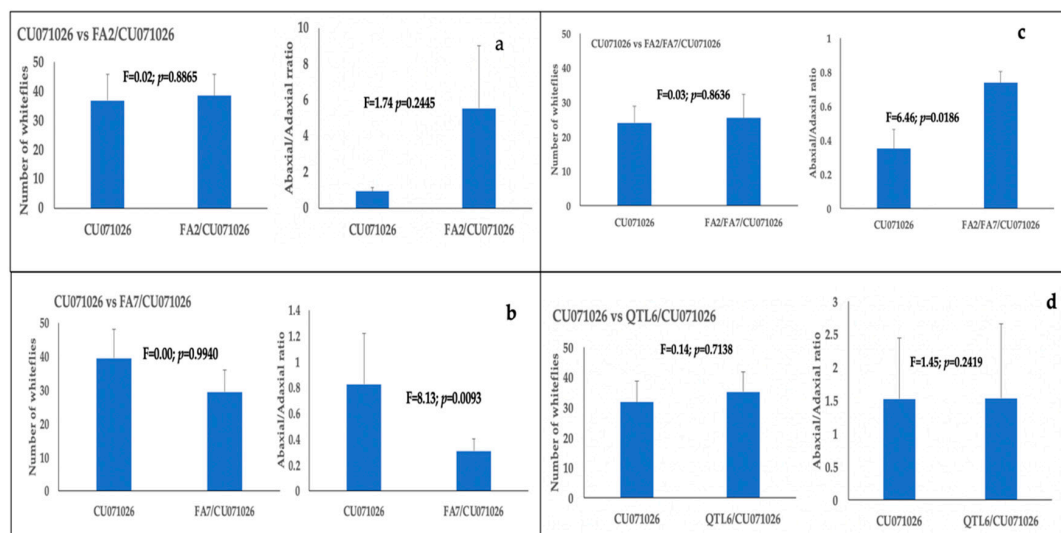 CU071026 vs FA2/CU071026
a
Number of whiteflies
50
40
30
20
10
0
F=0.02; p=0.8865
CU071026
FA2/CU071026
Abaxial/Adaxial rratio
10
8
6
4
2
0
F=1.74 p=0.2445
CU071026
FA2/CU071026
CU071026 vs FA2/FA7/CU071026
c
Number of whiteflies
50
40
30
20
10
0
F=0.03; p=0.8636
CU071026
FA2/FA7/CU071026
Abaxial/Adaxial ratio
1
0.8
0.6
0.4
0.2
0
F=6.46; p=0.0186
CU071026
FA2/FA7/CU071026
CU071026 vs FA7/CU071026
b
Number of whiteflies
50
40
30
20
10
0
F=0.00; p=0.9940
CU071026
FA7/CU071026
Abaxial/Adaxial ratio
1.4
1.2
1
0.8
0.6
0.4
0.2
0
F=8.13; p=0.0093
CU071026
FA7/CU071026
CU071026 vs QTL6/CU071026
d
Number of whiteflies
50
40
30
20
10
0
F=0.14; p=0.7138
CU071026
QTL6/CU071026
Abaxial/Adaxial ratio
3
2.5
2
1.5
1
0.5
0
F=1.45; p=0.2419
CU071026
QTL6/CU071026